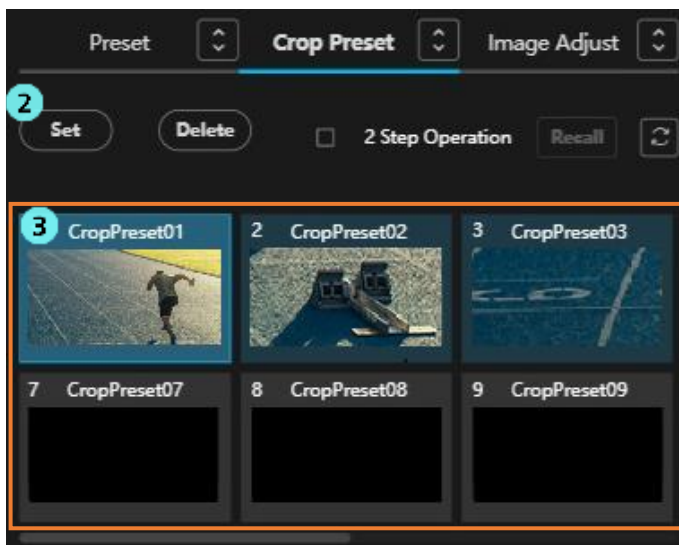 Preset Crop Preset Image Adjust
2
Set Delete 2 Step Operation Recall
3 CropPreset01 2 CropPreset02 3 CropPreset03
7 CropPreset07 8 CropPreset08 9 CropPreset09